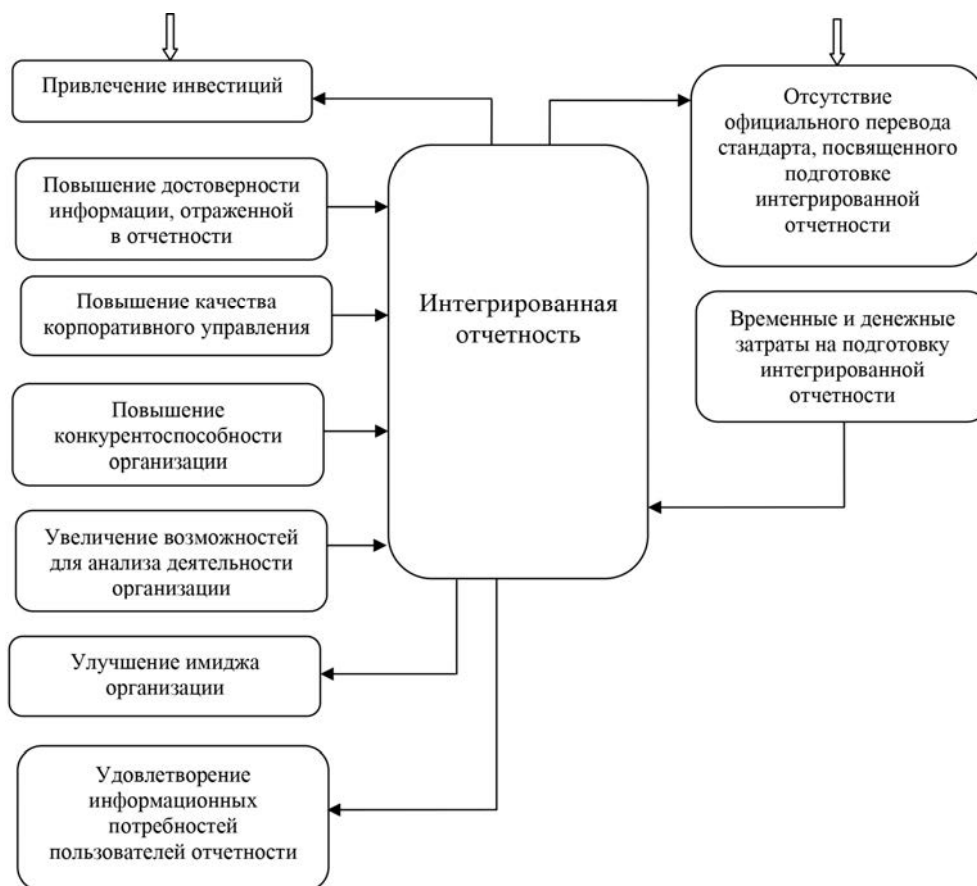 Привлечение инвестиций
Повышение достоверности
информации, отраженной
в отчетности
Повышение качества
корпоративного управления
Повышение
конкурентоспособности
организации
Увеличение возможностей
для анализа деятельности
организации
Улучшение имиджа
организации
Удовлетворение
информационных
потребностей
пользователей отчетности
Интегрированная
отчетность
Отсутствие
официального перевода
стандарта, посвященного
подготовке
интегрированной
отчетности
Временные и денежные
затраты на подготовку
интегрированной
отчетности